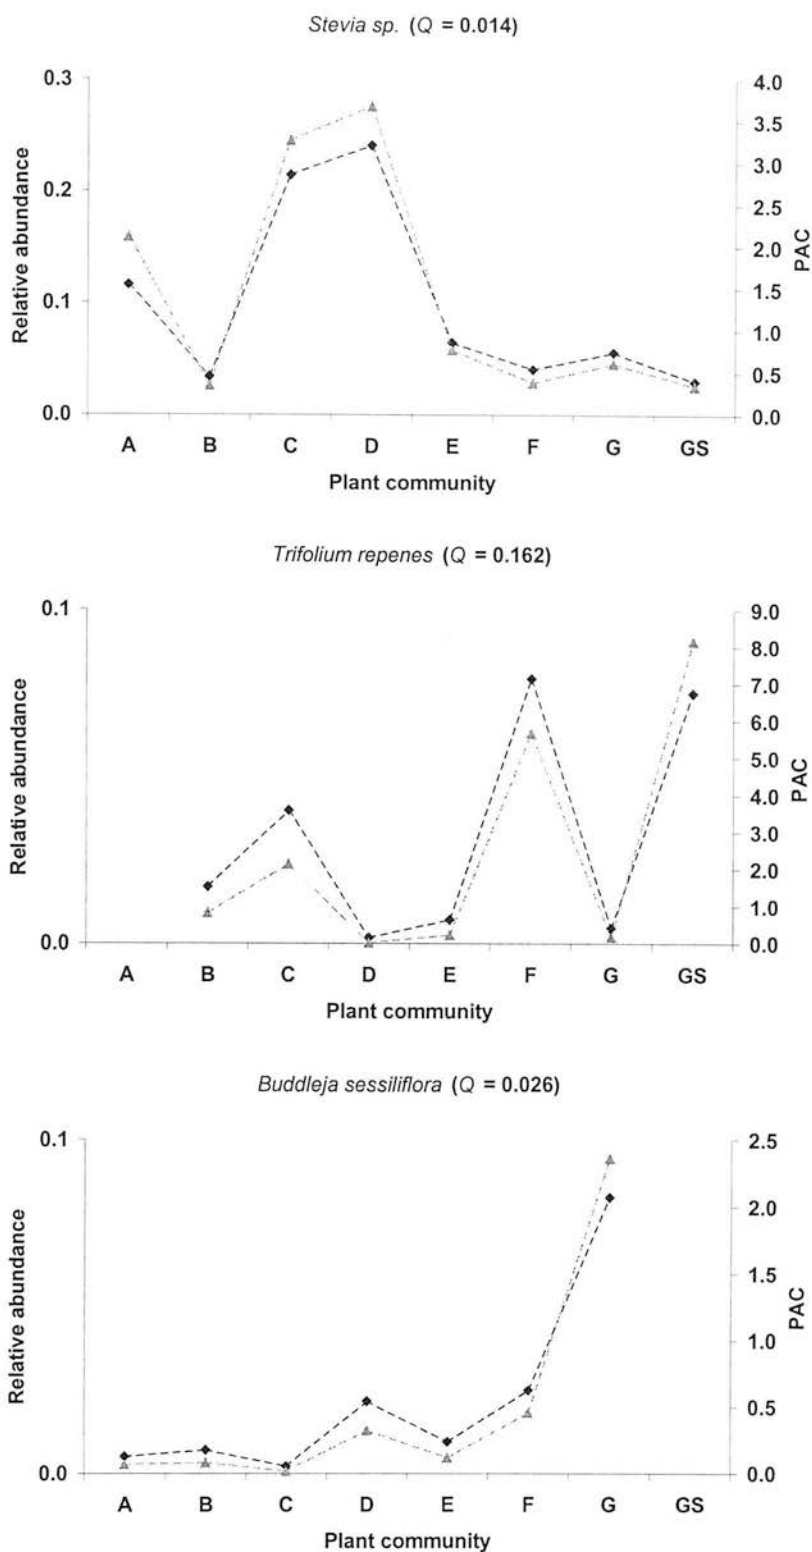 Stevia sp. (Q = 0.014)
0.3
0.2
0.1
0.0
Relative abundance
4.0
3.5
3.0
2.5
2.0
1.5
1.0
0.5
0.0
PAC
A B C D E F G GS
Plant community
Trifolium repenes (Q = 0.162)
0.1
0.0
Relative abundance
9.0
8.0
7.0
6.0
5.0
4.0
3.0
2.0
1.0
0.0
PAC
A B C D E F G GS
Plant community
Buddleja sessiliflora (Q = 0.026)
0.1
0.0
Relative abundance
2.5
2.0
1.5
1.0
0.5
0.0
PAC
A B C D E F G GS
Plant community